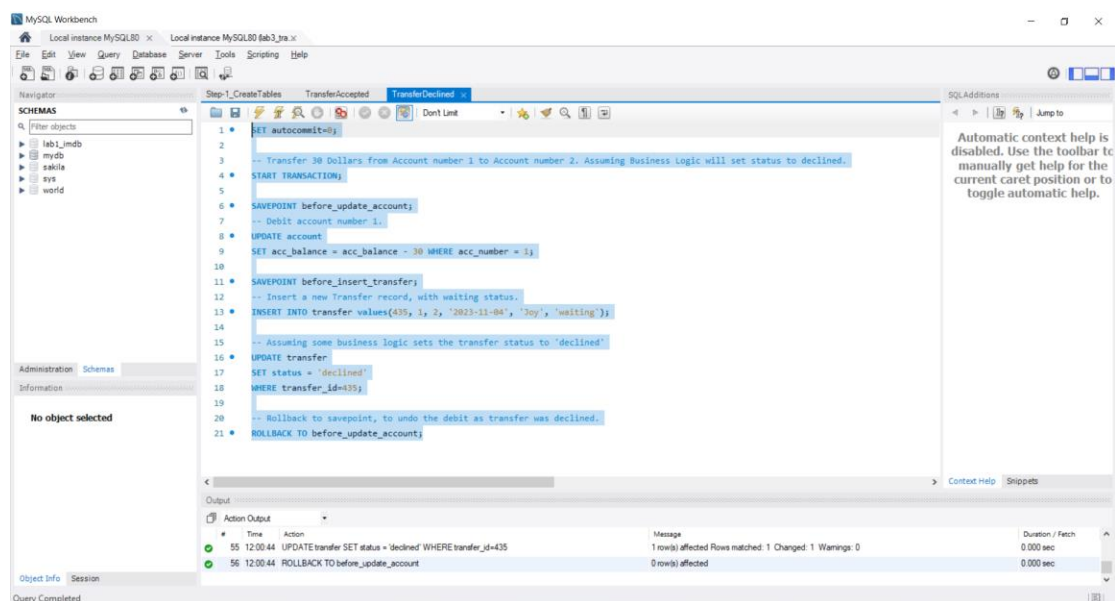 MySQL Workbench
Local instance MySQL80 ×
Local instance MySQL80 (lab3_tra... ×
File Edit View Query Database Server Tools Scripting Help
Navigator
SCHEMAS
Filter objects
lab1_imdb
mydb
sakila
sys
world
Administration Schemas
Information
No object selected
Object Info Session
Query Completed
Step-1_CreateTables TransferAccepted TransferDeclined ×
Don't Limit
1 SET autocommit=0;
2
3 -- Transfer 30 Dollars from Account number 1 to Account number 2. Assuming Business Logic will set status to declined.
4 START TRANSACTION;
5
6 SAVEPOINT before_update_account;
7 -- Debit account number 1.
8 UPDATE account
9 SET acc_balance = acc_balance - 30 WHERE acc_number = 1;
10
11 SAVEPOINT before_insert_transfer;
12 -- Insert a new Transfer record, with waiting status.
13 INSERT INTO transfer values(435, 1, 2, '2023-11-04', 'Joy', 'waiting');
14
15 -- Assuming some business logic sets the transfer status to 'declined'
16 UPDATE transfer
17 SET status = 'declined'
18 WHERE transfer_id=435;
19
20 -- Rollback to savepoint, to undo the debit as transfer was declined.
21 ROLLBACK TO before_update_account;
Output
Action Output
# Time Action Message Duration / Fetch
55 12:00:44 UPDATE transfer SET status = 'declined' WHERE transfer_id=435 1 row(s) affected Rows matched: 1 Changed: 1 Warnings: 0 0.000 sec
56 12:00:44 ROLLBACK TO before_update_account 0 row(s) affected 0.000 sec
SQLAdditions
Jump to
Automatic context help is
disabled. Use the toolbar to
manually get help for the
current caret position or to
toggle automatic help.
Context Help Snippets